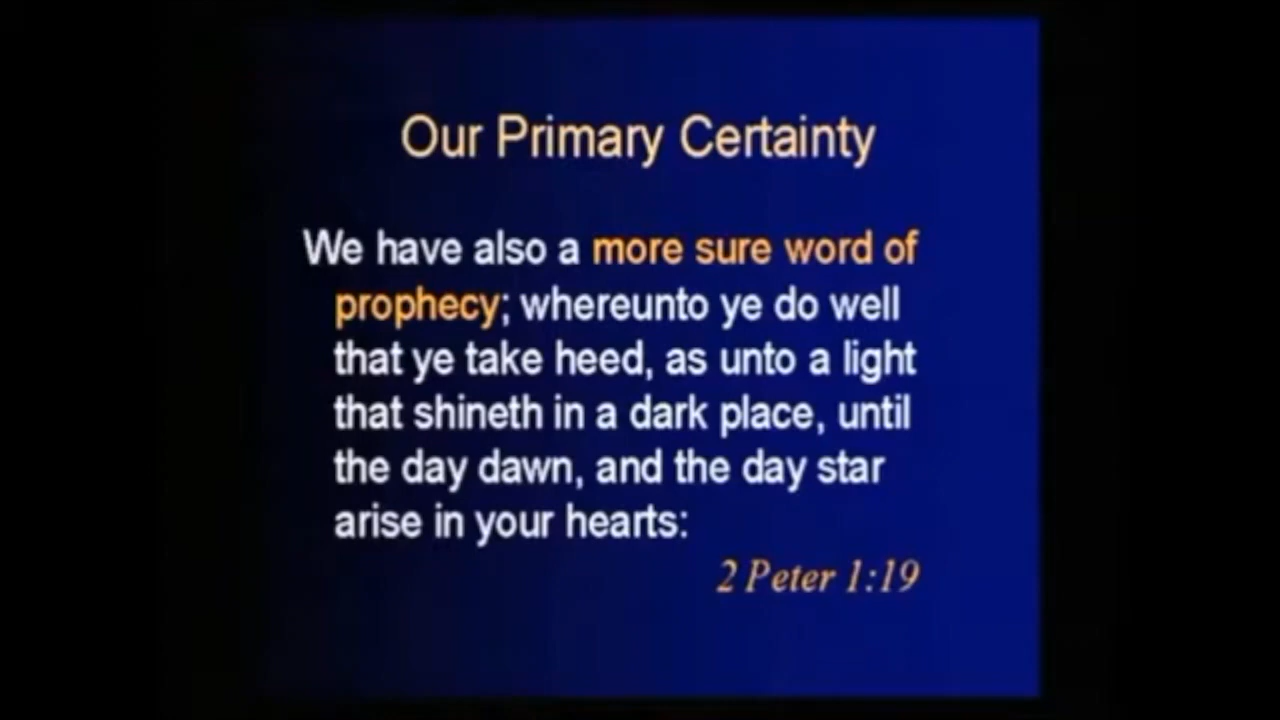 Our Primary Certainty
We have also a more sure word of
prophecy; whereunto ye do well
that ye take heed, as unto a light
that shineth in a dark place, until
the day dawn, and the day star
arise in your hearts:
2 Peter 1:19